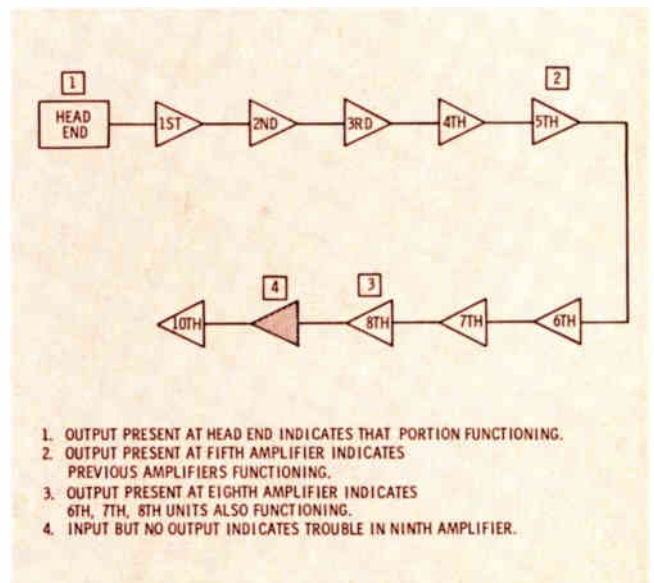 1
2
HEAD
END
1ST
2ND
3RD
4TH
5TH
4
3
10TH
8TH
7TH
6TH
1. OUTPUT PRESENT AT HEAD END INDICATES THAT PORTION FUNCTIONING.
2. OUTPUT PRESENT AT FIFTH AMPLIFIER INDICATES
PREVIOUS AMPLIFIERS FUNCTIONING.
3. OUTPUT PRESENT AT EIGHTH AMPLIFIER INDICATES
6TH, 7TH, 8TH UNITS ALSO FUNCTIONING.
4. INPUT BUT NO OUTPUT INDICATES TROUBLE IN NINTH AMPLIFIER.